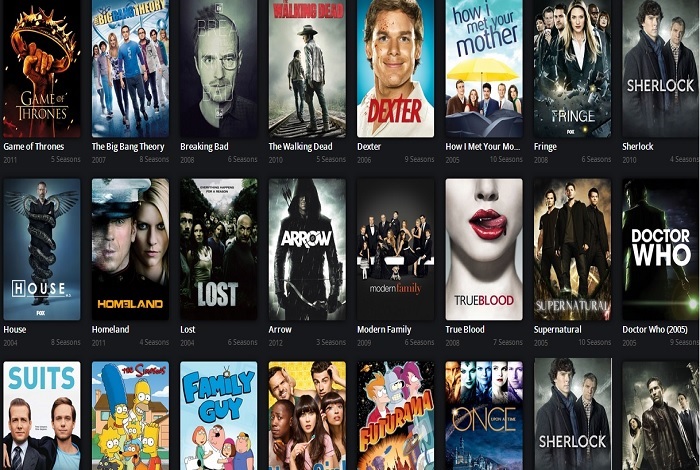 GAME OF
THRONES
THE BIG BANG THEORY
THE
WALKING DEAD
DEXTER
how i
met your
mother
FRINGE
FOX
SHERLOCK
Game of Thrones
The Big Bang Theory
Breaking Bad
The Walking Dead
Dexter
How I Met Your Mo...
Fringe
Sherlock
2011 5 Seasons
2007 8 Seasons
2008 6 Seasons
2010 5 Seasons
2006 9 Seasons
2005 10 Seasons
2008 6 Seasons
2010 4 Seasons
HOUSE
FOX
HOMELAND
EVERYTHING HAPPENS
FOR A REASON
LOST
ARROW
modern family
TRUEBLOOD
SUPERNATURAL
DOCTOR
WHO
House
Homeland
Lost
Arrow
Modern Family
True Blood
Supernatural
Doctor Who (2005)
2004 8 Seasons
2011 4 Seasons
2004 6 Seasons
2012 3 Seasons
2009 6 Seasons
2008 7 Seasons
2005 10 Seasons
2005 9 Seasons
SUITS
THE SIMPSONS
FAMILY
GUY
FUTURAMA
ONCE
UPON A TIME
SHERLOCK